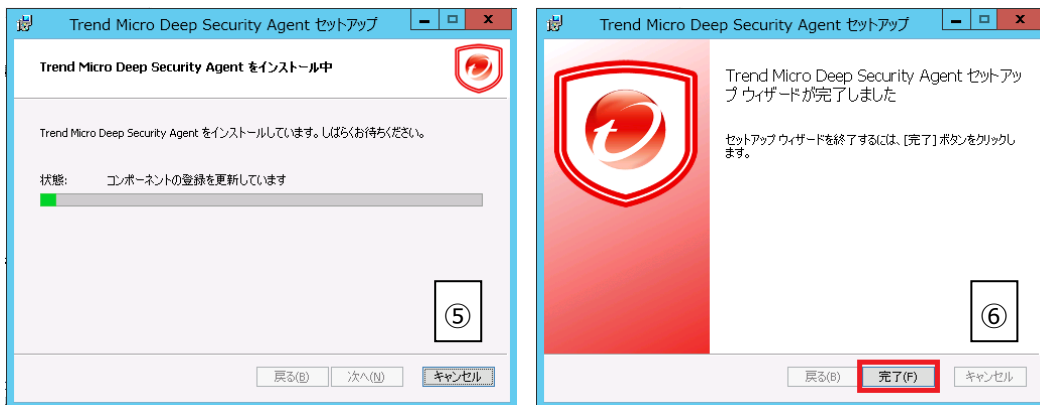 Trend Micro Deep Security Agent セットアップ
Trend Micro Deep Security Agent をインストール中
Trend Micro Deep Security Agent をインストールしています。しばらくお待ちください。
状態: コンポーネントの登録を更新しています
⑤
戻る(B) 次へ(N) キャンセル
Trend Micro Deep Security Agent セットアップ
Trend Micro Deep Security Agent セットアッ
プ ウィザードが完了しました
セットアップ ウィザードを終了するには、[完了] ボタンをクリックし
ます。
⑥
戻る(B) 完了(F) キャンセル